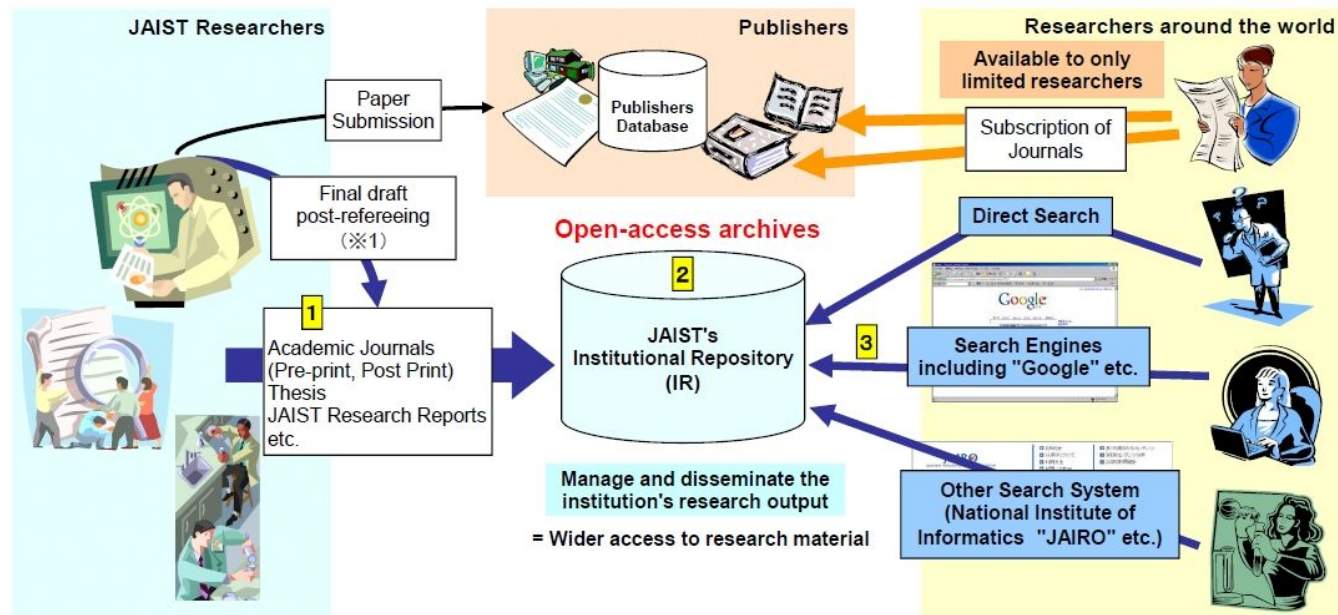 JAIST Researchers
Publishers
Researchers around the world
Available to only
limited researchers
Paper
Submission
Publishers
Database
Subscription of
Journals
Final draft
post-refereeing
(※1)
Direct Search
Open-access archives
2
Google
1
JAIST's
Institutional Repository
(IR)
3
Search Engines
including "Google" etc.
Academic Journals
(Pre-print, Post Print)
Thesis
JAIST Research Reports
etc.
Manage and disseminate the
institution's research output
= Wider access to research material
Other Search System
(National Institute of
Informatics "JAIRO" etc.)